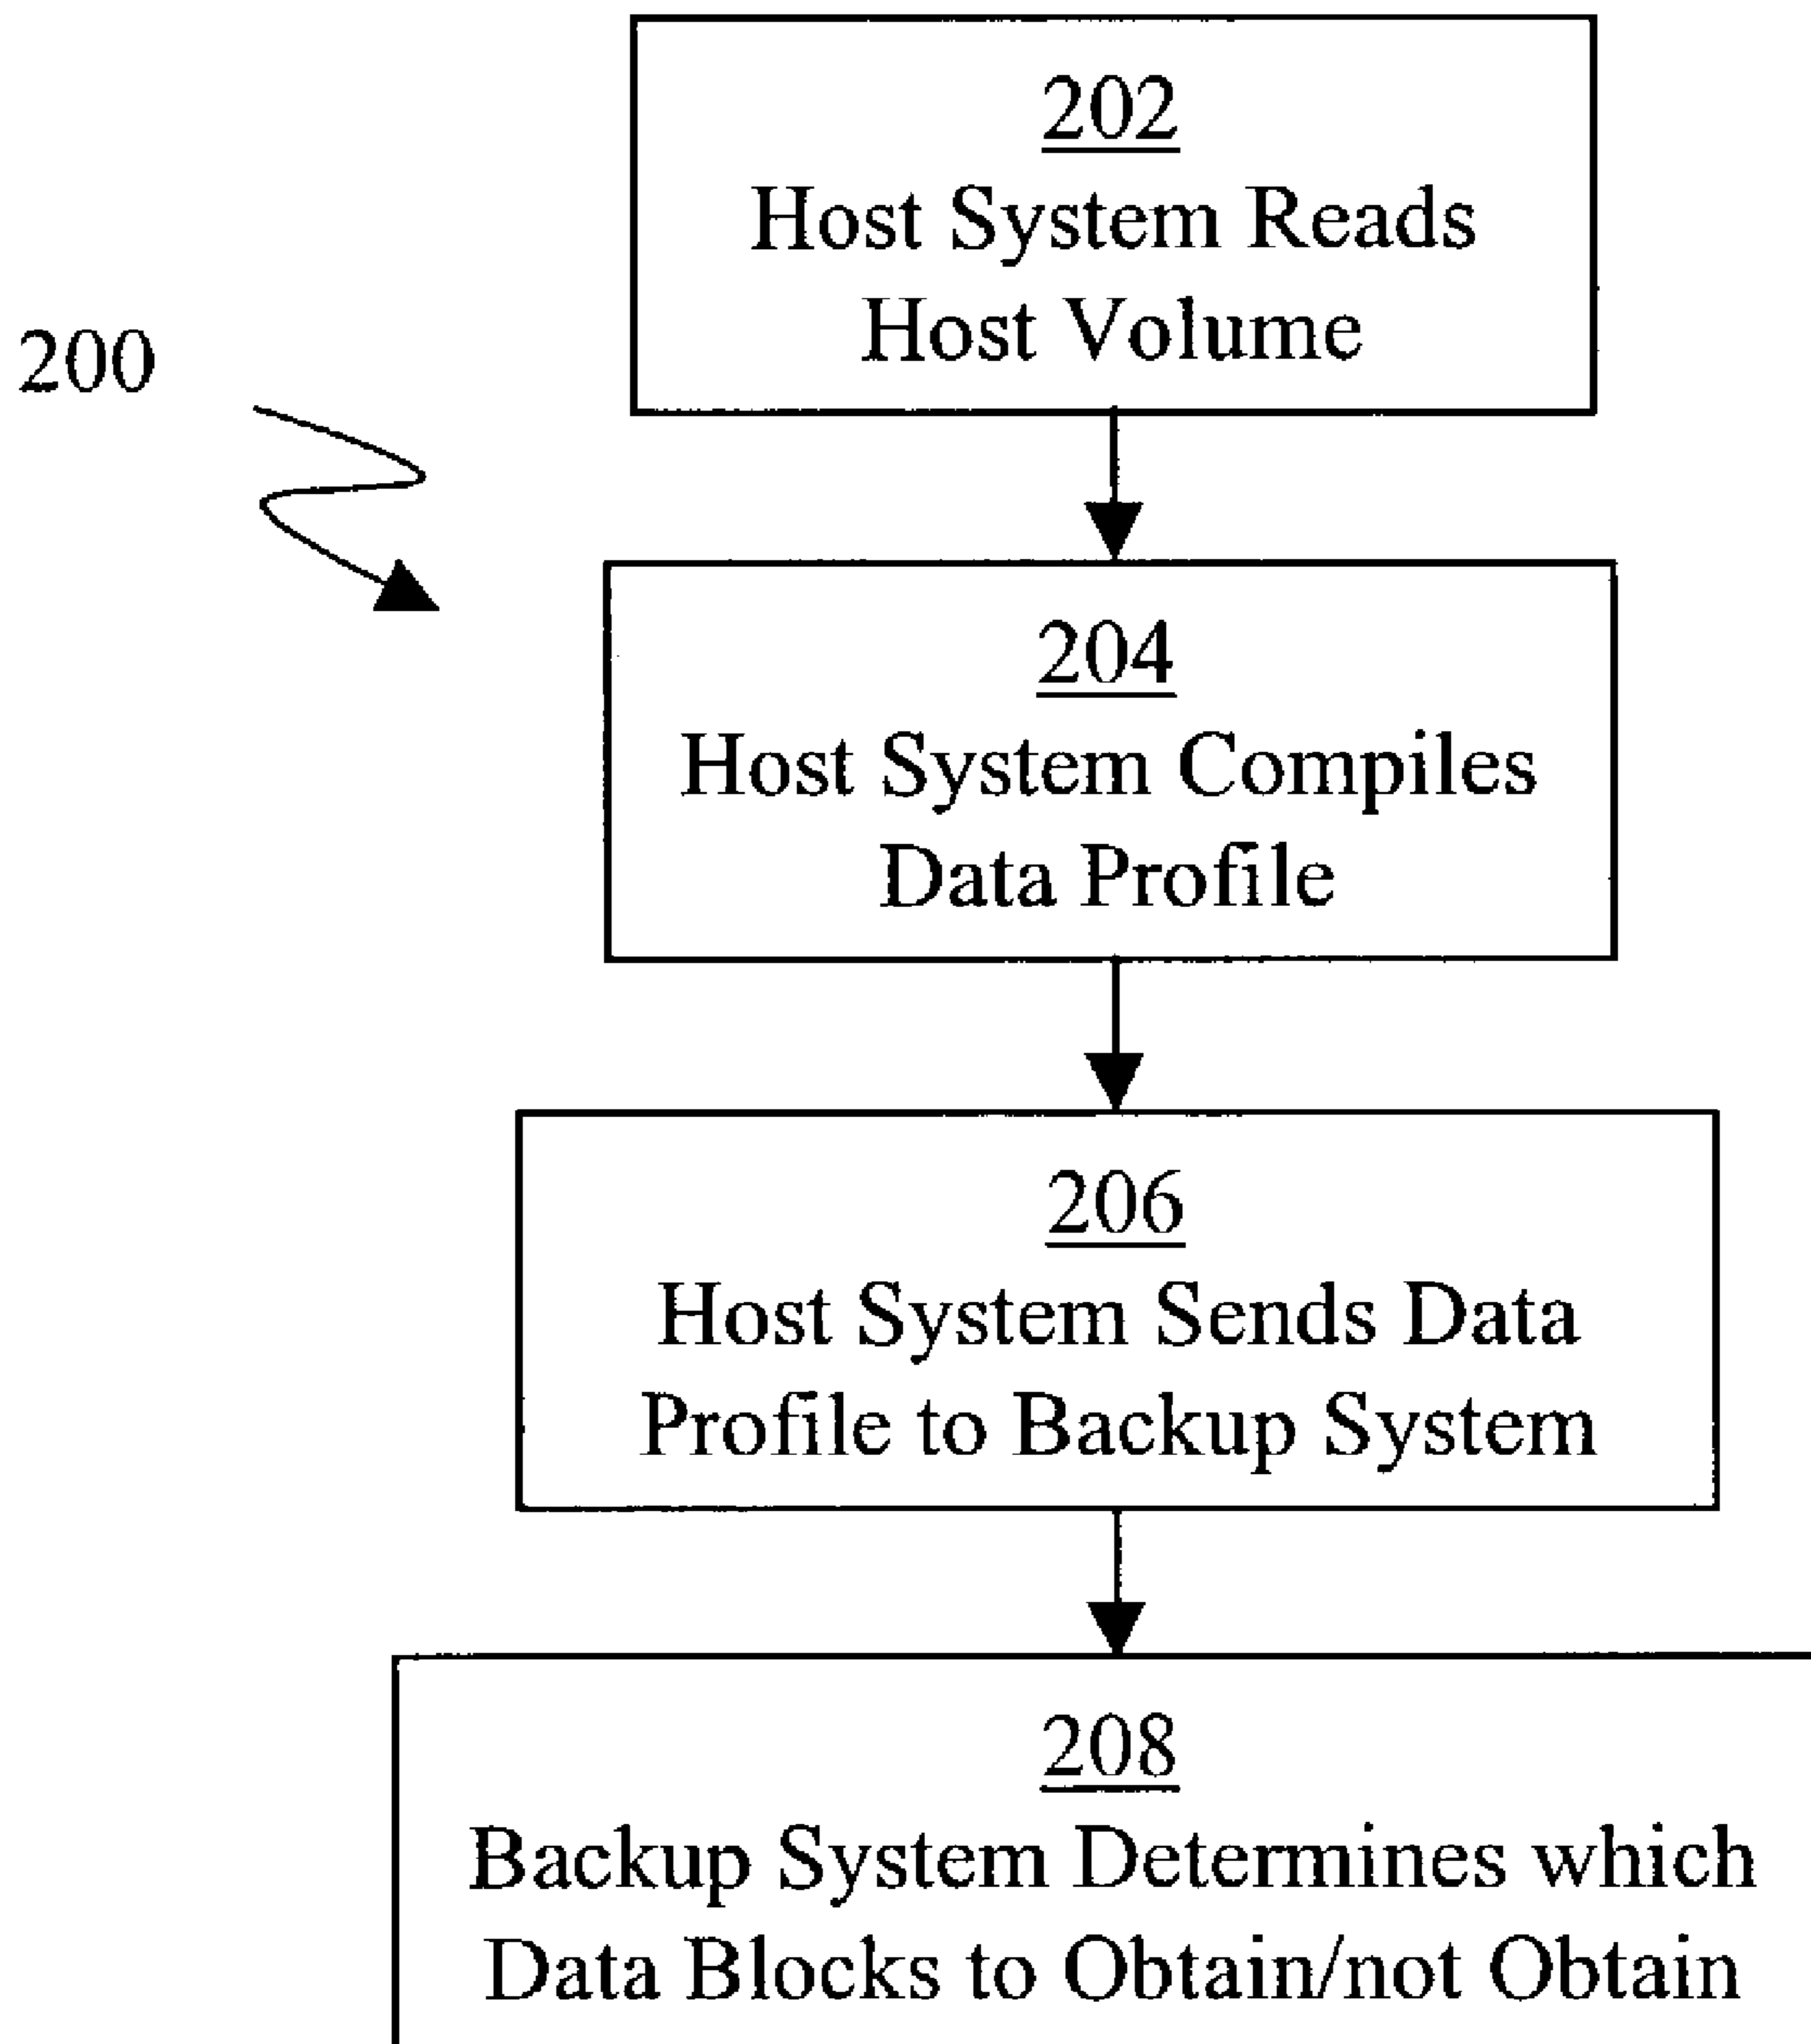 202
Host System Reads
Host Volume
200
204
Host System Compiles
Data Profile
206
Host System Sends Data
Profile to Backup System
208
Backup System Determines which
Data Blocks to Obtain/not Obtain